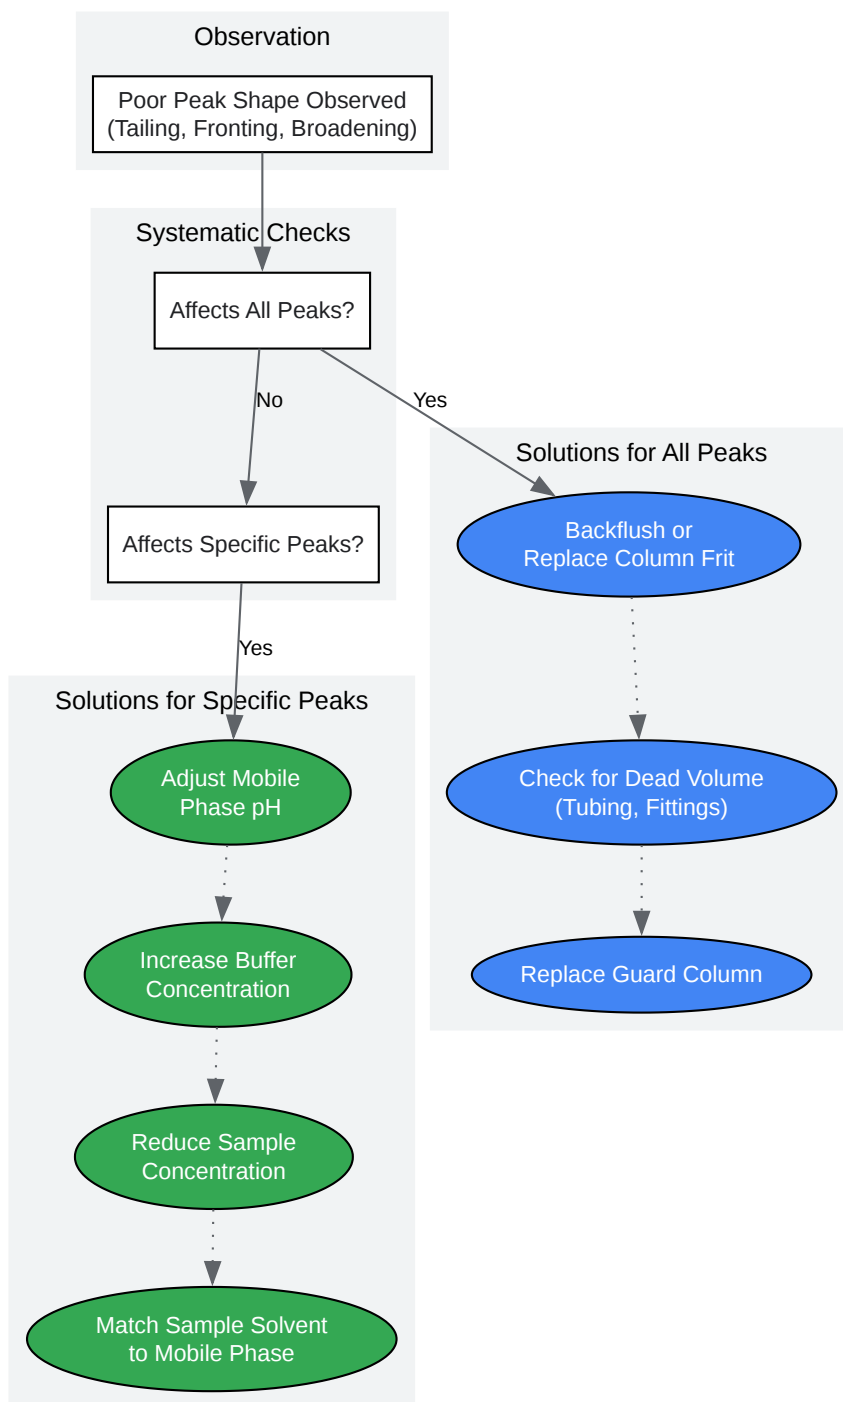 Observation
Poor Peak Shape Observed
(Tailing, Fronting, Broadening)
Systematic Checks
Affects All Peaks?
No
Yes
Affects Specific Peaks?
Yes
Solutions for All Peaks
Backflush or
Replace Column Frit
Check for Dead Volume
(Tubing, Fittings)
Replace Guard Column
Solutions for Specific Peaks
Adjust Mobile
Phase pH
Increase Buffer
Concentration
Reduce Sample
Concentration
Match Sample Solvent
to Mobile Phase